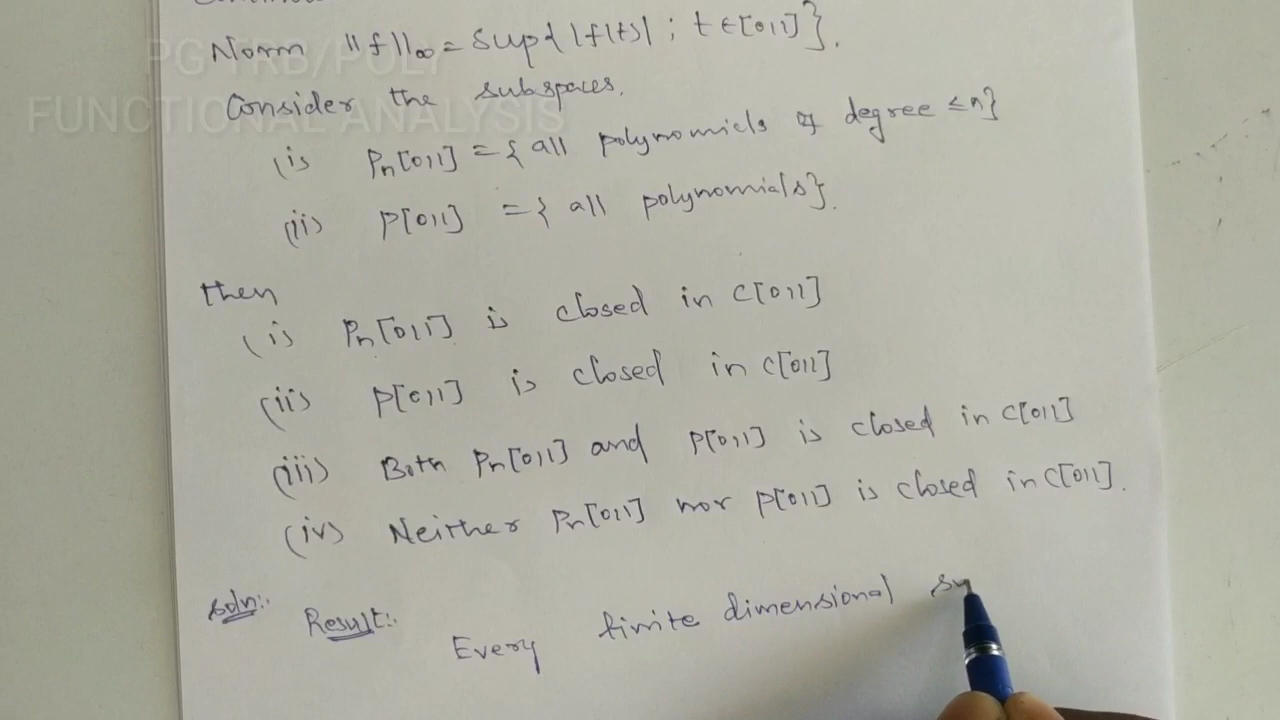 PG TRB/POLY
FUNCTIONAL ANALYSIS
Norm ||f||∞ = sup{ |f(t)| ; t ∈ [0,1] }.
Consider the subspaces.
(i) Pn[0,1] = { all polynomials of degree ≤ n}
(ii) P[0,1] = { all polynomials}.
then
(i) Pn[0,1] is closed in C[0,1]
(ii) P[0,1] is closed in C[0,1]
(iii) Both Pn[0,1] and P[0,1] is closed in C[0,1]
(iv) Neither Pn[0,1] nor P[0,1] is closed in C[0,1].
Soln:-
Result:-
Every finite dimensional su